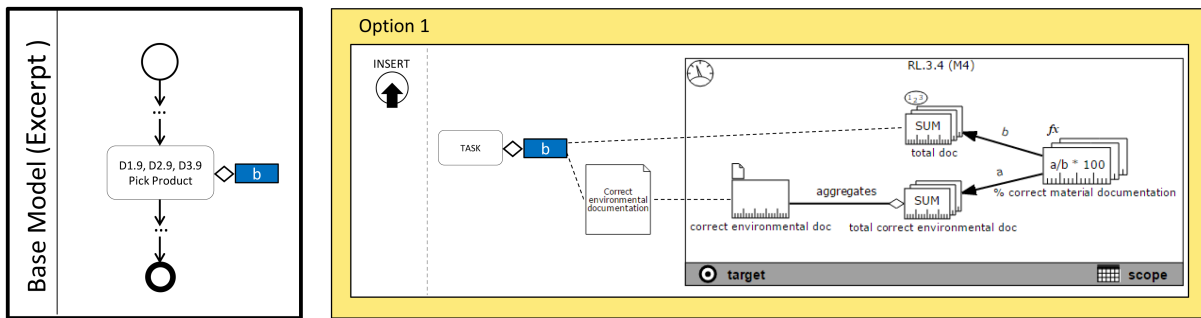 Base Model (Excerpt )
...
D1.9, D2.9, D3.9
Pick Product
b
...
Option 1
INSERT
TASK
b
Correct
environmental
documentation
RL.3.4 (M4)
1 2 3
SUM
total doc
b
fx
a/b * 100
a
% correct material documentation
aggregates
SUM
correct environmental doc
total correct environmental doc
target
scope